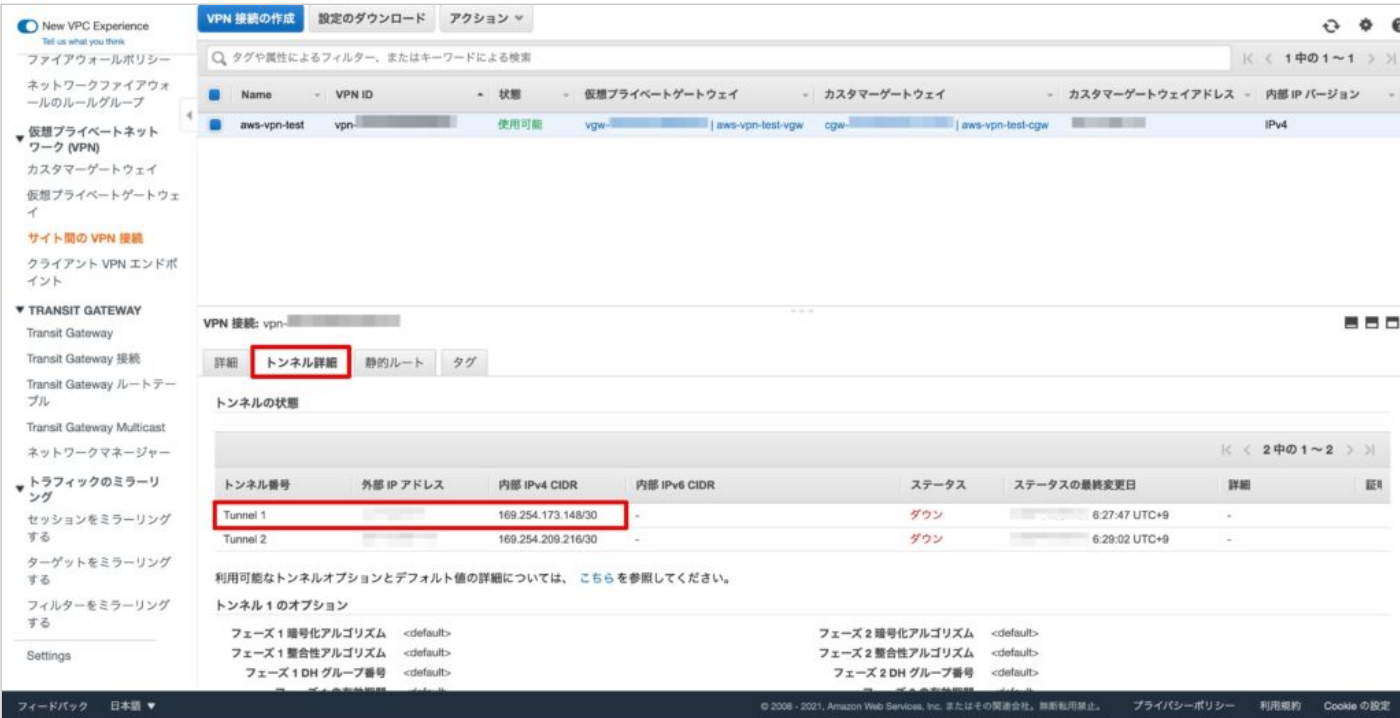 New VPC Experience
Tell us what you think
ファイアウォールポリシー
ネットワークファイアウォ
ールのルールグループ
仮想プライベートネット
ワーク (VPN)
カスタマーゲートウェイ
仮想プライベートゲートウェ
イ
サイト間の VPN 接続
クライアント VPN エンドポ
イント
TRANSIT GATEWAY
Transit Gateway
Transit Gateway 接続
Transit Gateway ルートテー
ブル
Transit Gateway Multicast
ネットワークマネージャー
トラフィックのミラーリ
ング
セッションをミラーリング
する
ターゲットをミラーリング
する
フィルターをミラーリング
する
Settings
VPN 接続の作成 設定のダウンロード アクション
タグや属性によるフィルター、またはキーワードによる検索 1 中の 1 ~ 1
Name VPN ID 状態 仮想プライベートゲートウェイ カスタマーゲートウェイ カスタマーゲートウェイアドレス 内部 IP バージョン
aws-vpn-test vpn- 使用可能 vgw- | aws-vpn-test-vgw cgw- | aws-vpn-test-cgw IPv4
VPN 接続: vpn-
詳細 トンネル詳細 静的ルート タグ
トンネルの状態
2 中の 1 ~ 2
トンネル番号 外部 IP アドレス 内部 IPv4 CIDR 内部 IPv6 CIDR ステータス ステータスの最終変更日 詳細
Tunnel 1 169.254.173.148/30 - ダウン 6:27:47 UTC+9 -
Tunnel 2 169.254.209.216/30 - ダウン 6:29:02 UTC+9 -
利用可能なトンネルオプションとデフォルト値の詳細については、 こちら を参照してください。
トンネル 1 のオプション
フェーズ 1 暗号化アルゴリズム <default> フェーズ 2 暗号化アルゴリズム <default>
フェーズ 1 整合性アルゴリズム <default> フェーズ 2 整合性アルゴリズム <default>
フェーズ 1 DH グループ番号 <default> フェーズ 2 DH グループ番号 <default>
フィードバック 日本語 © 2008 - 2021, Amazon Web Services, Inc. またはその関連会社。無断転用禁止。 プライバシーポリシー 利用規約 Cookie の設定